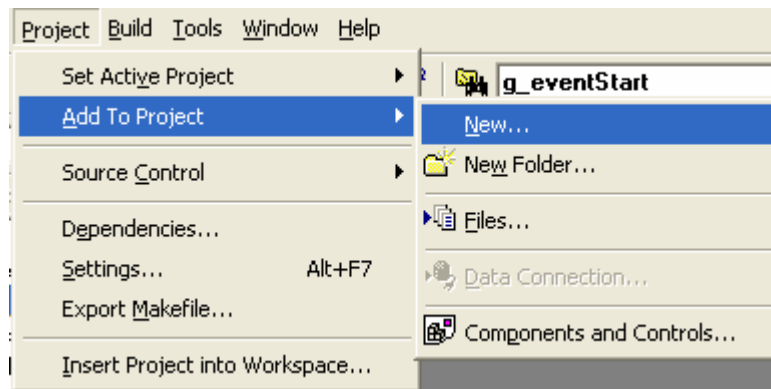 Project Build Tools Window Help
Set Active Project
g_eventStart
Add To Project
New...
New Folder...
Source Control
Files...
Dependencies...
Settings... Alt+F7
Data Connection...
Export Makefile...
Components and Controls...
Insert Project into Workspace...